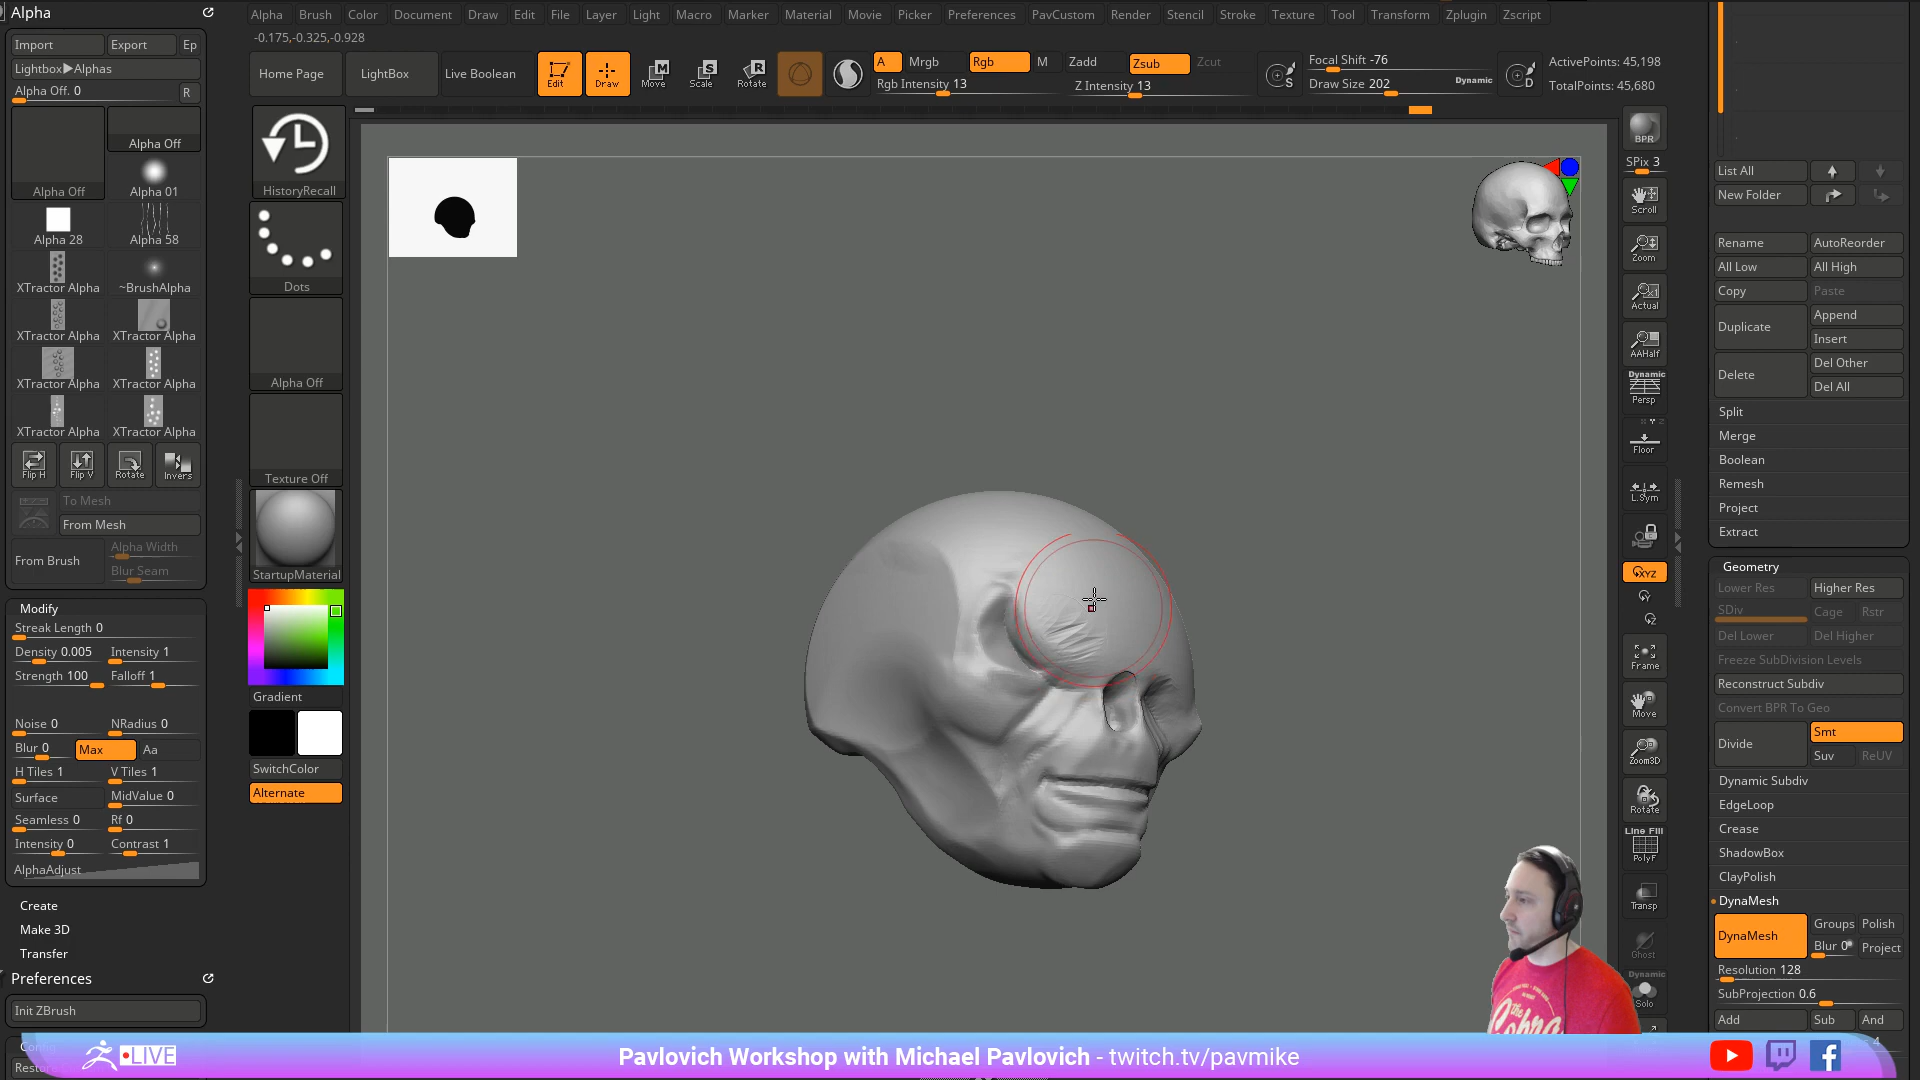 Alpha
Import
Export
Ep
Lightbox▶Alphas
Alpha Off. 0
R
Alpha Off
Alpha Off
Alpha 01
Alpha 28
Alpha 58
XTractor Alpha
~BrushAlpha
XTractor Alpha
XTractor Alpha
XTractor Alpha
XTractor Alpha
XTractor Alpha
XTractor Alpha
Flip H
Flip V
Rotate
Invers
To Mesh
From Mesh
From Brush
Alpha Width
Blur Seam
Modify
Streak Length 0
Density 0.005
Intensity 1
Strength 100
Falloff 1
Noise 0
NRadius 0
Blur 0
Max
Aa
H Tiles 1
V Tiles 1
Surface
MidValue 0
Seamless 0
Rf 0
Intensity 0
Contrast 1
AlphaAdjust
Create
Make 3D
Transfer
Preferences
Init ZBrush
Alpha Brush Color Document Draw Edit File Layer Light Macro Marker Material Movie Picker Preferences PavCustom Render Stencil Stroke Texture Tool Transform Zplugin Zscript
-0.175,-0.325,-0.928
Home Page
LightBox
Live Boolean
Edit
Draw
Move
Scale
Rotate
A
Mrgb
Rgb
M
Zadd
Zsub
Zcut
Rgb Intensity 13
Z Intensity 13
Focal Shift -76
Draw Size 202
Dynamic
ActivePoints: 45,198
TotalPoints: 45,680
HistoryRecall
Dots
Alpha Off
Texture Off
StartupMaterial
Gradient
SwitchColor
Alternate
BPR
SPix 3
Scroll
Zoom
Actual
AAHalf
Dynamic
Persp
Floor
L.Sym
XYZ
Y
Z
Frame
Move
Zoom3D
Rotate
Line Fill
PolyF
Transp
Ghost
Dynamic
Solo
List All
New Folder
Rename
AutoReorder
All Low
All High
Copy
Paste
Duplicate
Append
Insert
Delete
Del Other
Del All
Split
Merge
Boolean
Remesh
Project
Extract
Geometry
Lower Res
Higher Res
SDiv
Cage
Rstr
Del Lower
Del Higher
Freeze SubDivision Levels
Reconstruct Subdiv
Convert BPR To Geo
Divide
Smt
Suv
ReUV
Dynamic Subdiv
EdgeLoop
Crease
ShadowBox
ClayPolish
DynaMesh
DynaMesh
Groups
Polish
Blur 0
Project
Resolution 128
SubProjection 0.6
Add
Sub
And
the
Cobra
LIVE
Pavlovich Workshop with Michael Pavlovich - twitch.tv/pavmike